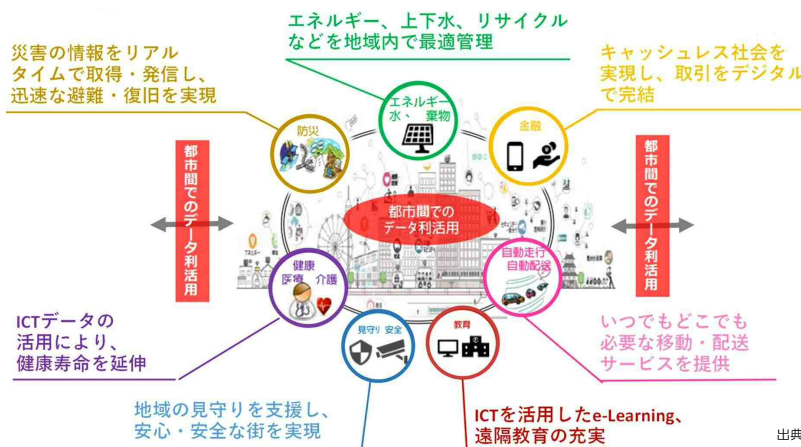 エネルギー、上下水、リサイクル
などを地域内で最適管理
災害の情報をリアル
タイムで取得・発信し、
迅速な避難・復旧を実現
キャッシュレス社会を
実現し、取引をデジタル
で完結
防災
エネルギー
水、 棄物
金融
都市間でのデータ利活用
都市間での
データ利活用
都市間でのデータ利活用
健康
医療 介護
自動走行
自動配送
見守り 安全
教育
ICTデータの
活用により、
健康寿命を延伸
いつでもどこでも
必要な移動・配送
サービスを提供
地域の見守りを支援し、
安心・安全な街を実現
ICTを活用したe-Learning、
遠隔教育の充実
出典